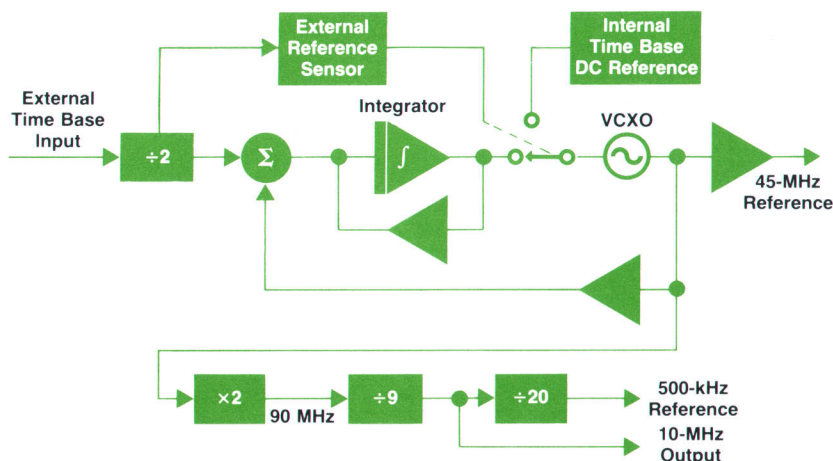 External
Reference
Sensor
Internal
Time Base
DC Reference
External
Time Base
Input
÷2
Σ
Integrator
∫
VCXO
45-MHz
Reference
×2
90 MHz
÷9
÷20
500-kHz
Reference
10-MHz
Output